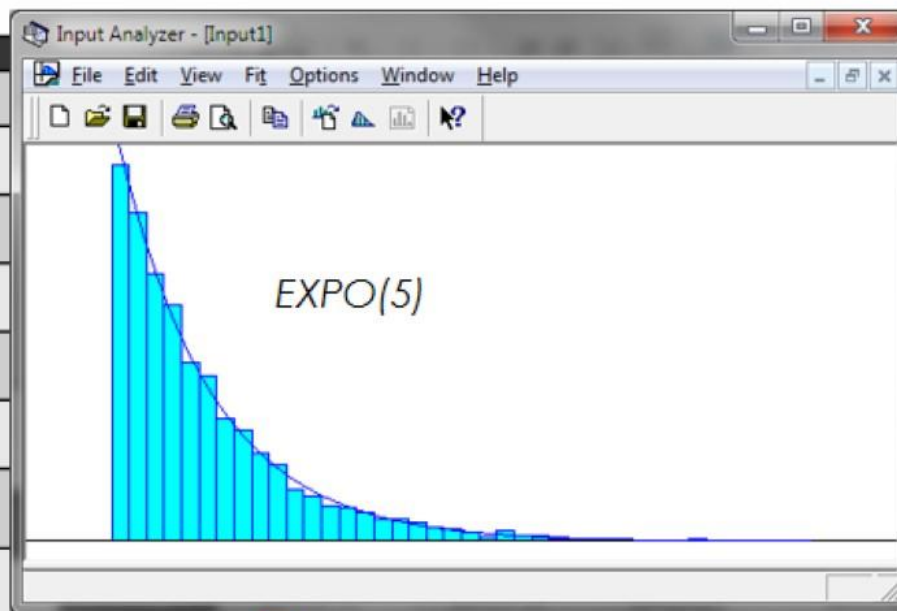 Input Analyzer - [Input1]
File Edit View Fit Options Window Help
EXPO(5)